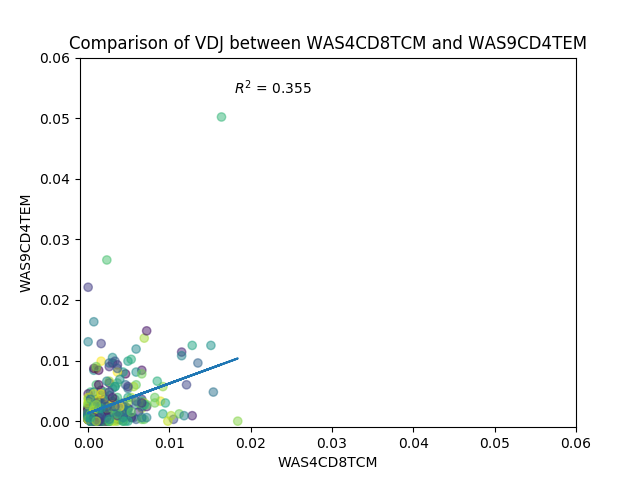 Comparison of VDJ between WAS4CD8TCM and WAS9CD4TEM
0.06
R² = 0.355
0.05
0.04
0.03
0.02
0.01
0.00
WAS9CD4TEM
0.00 0.01 0.02 0.03 0.04 0.05 0.06
WAS4CD8TCM